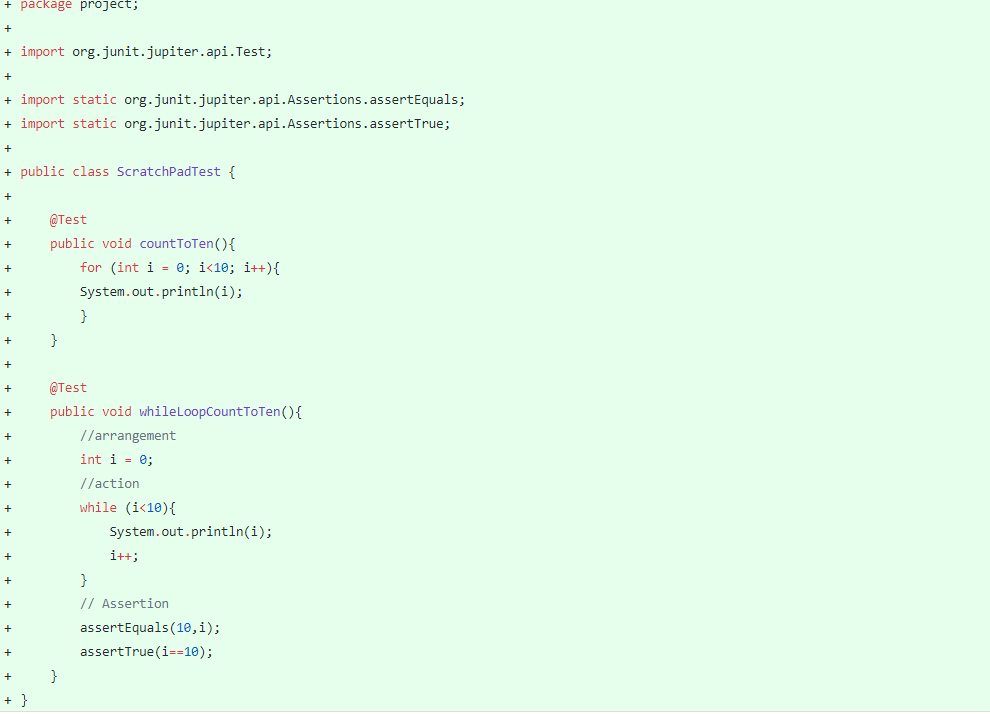 + package project;
+
+ import org.junit.jupiter.api.Test;
+
+ import static org.junit.jupiter.api.Assertions.assertEquals;
+ import static org.junit.jupiter.api.Assertions.assertTrue;
+
+ public class ScratchPadTest {
+
+     @Test
+     public void countToTen(){
+         for (int i = 0; i<10; i++){
+         System.out.println(i);
+         }
+     }
+
+     @Test
+     public void whileLoopCountToTen(){
+         //arrangement
+         int i = 0;
+         //action
+         while (i<10){
+             System.out.println(i);
+             i++;
+         }
+         // Assertion
+         assertEquals(10,i);
+         assertTrue(i==10);
+     }
+ }